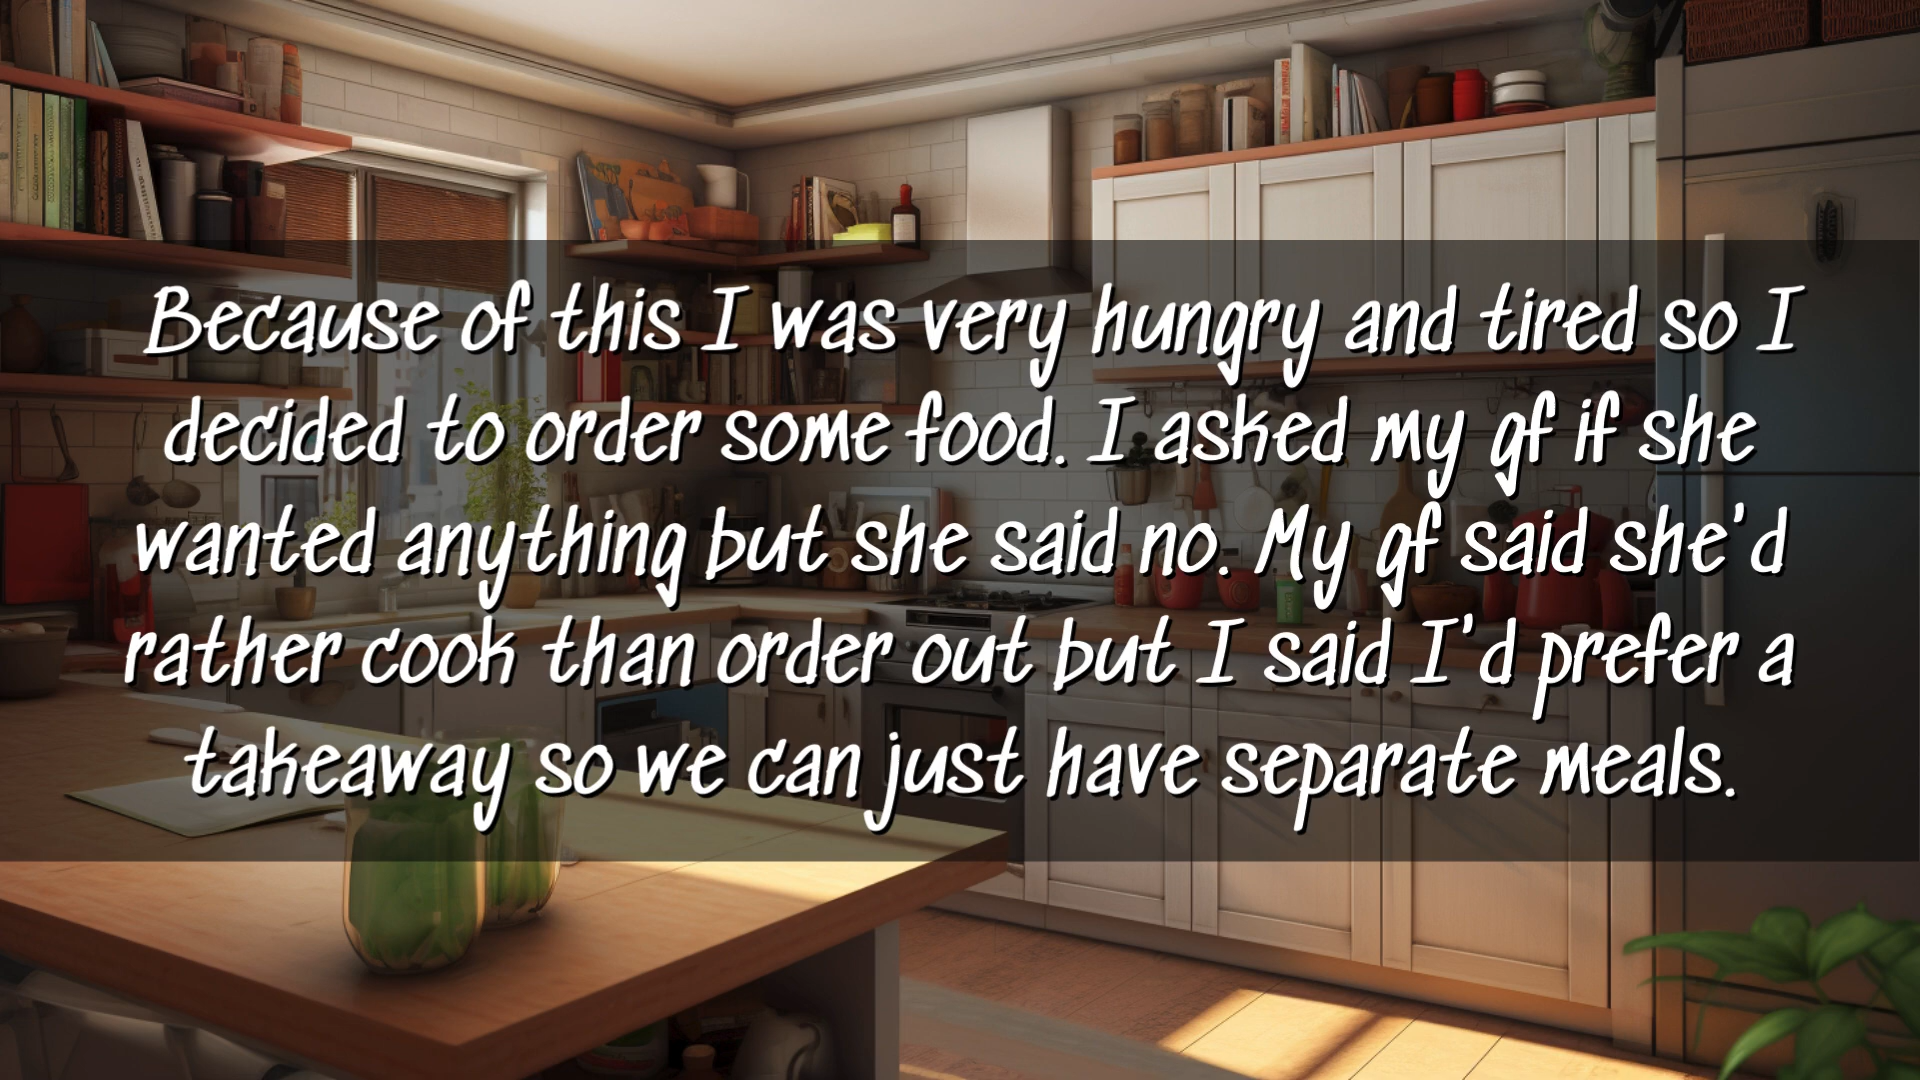 Because of this I was very hungry and tired so I
decided to order some food. I asked my gf if she
wanted anything but she said no. My gf said she'd
rather cook than order out but I said I'd prefer a
takeaway so we can just have separate meals.